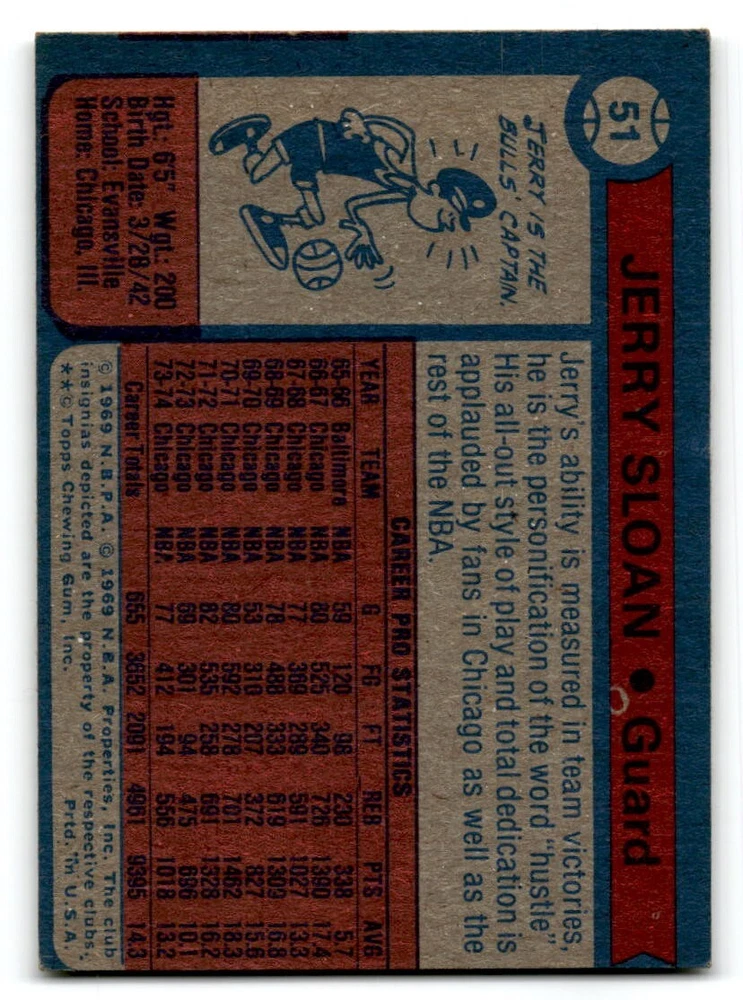 51
JERRY SLOAN • Guard
JERRY IS THE
BULLS' CAPTAIN.
Hgt. 65" Wgt. 200
Birth Date: 3/28/42
School: Evansville
Home: Chicago, Ill.
Jerry's ability is measured in team victories,
he is the personification of the word "hustle".
His all-out style of play and total dedication is
applauded by fans in Chicago as well as the
rest of the NBA.
CAREER PRO STATISTICS
YEAR TEAM G FG FT REB PTS AVG
65-66 Baltimore NBA 59 120 98 230 338 5.7
66-67 Chicago NBA 80 525 340 726 1390 17.4
67-68 Chicago NBA 77 369 289 591 1027 13.3
68-69 Chicago NBA 78 488 333 619 1309 16.8
69-70 Chicago NBA 53 310 207 372 827 15.6
70-71 Chicago NBA 80 592 278 701 1462 18.3
71-72 Chicago NBA 82 535 258 691 1328 16.2
72-73 Chicago NBA 69 301 94 475 696 10.1
73-74 Chicago NBA. 77 412 194 556 1018 13.2
Career Totals 655 3652 2091 4961 9395 14.3
© 1969 N.B.P.A © 1969 N.B.A. Properties, Inc. The club
insignias depicted are the property of the respective clubs.
**© Topps Chewing Gum, Inc. Prtd. in U.S.A.